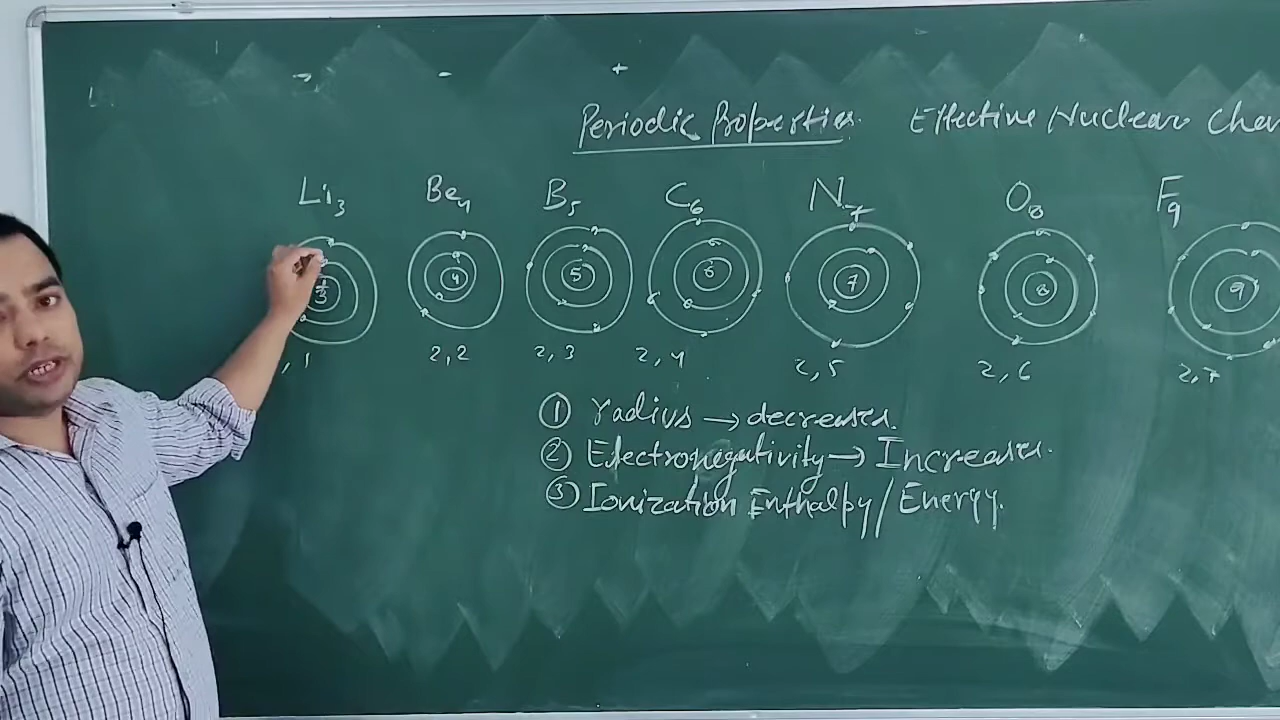 Periodic Properties. Effective Nuclear Char
Li3 Be4 B5 C6 N7 O8 F9
3 4 5 6 7 8 9
, 1 2,2 2,3 2,4 2,5 2,6 2,7
① radius → decreases.
② Electronegativity → Increases.
③ Ionization Enthalpy/Energy.